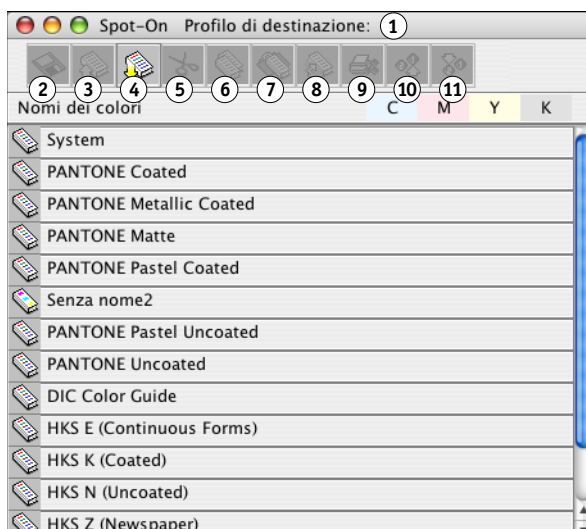 Spot-On Profilo di destinazione: 1
2 3 4 5 6 7 8 9 10 11
Nomi dei colori C M Y K
System
PANTONE Coated
PANTONE Metallic Coated
PANTONE Matte
PANTONE Pastel Coated
Senza nome2
PANTONE Pastel Uncoated
PANTONE Uncoated
DIC Color Guide
HKS E (Continuous Forms)
HKS K (Coated)
HKS N (Uncoated)
HKS Z (Newspaper)